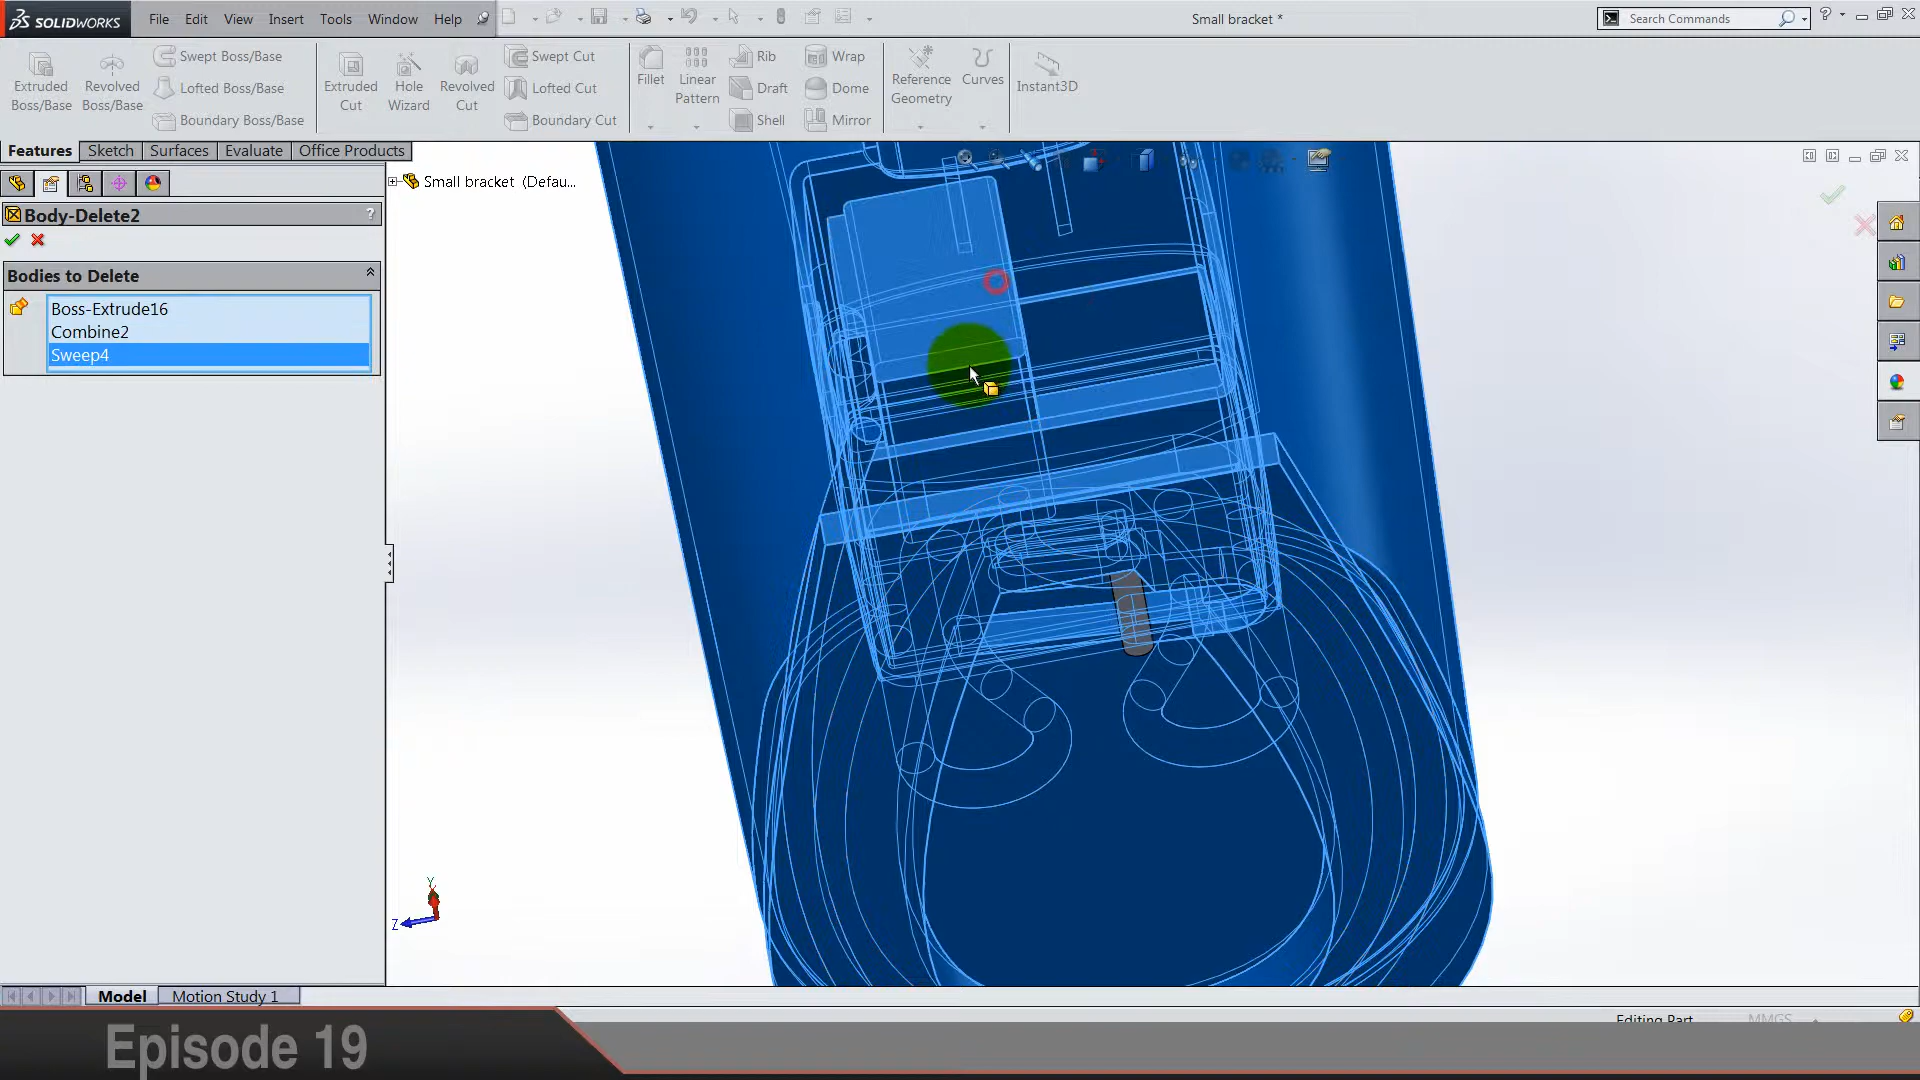 SOLIDWORKS File Edit View Insert Tools Window Help Small bracket * Search Commands
Extruded Boss/Base
Revolved Boss/Base
Swept Boss/Base
Lofted Boss/Base
Boundary Boss/Base
Extruded Cut
Hole Wizard
Revolved Cut
Swept Cut
Lofted Cut
Boundary Cut
Fillet
Linear Pattern
Rib
Draft
Shell
Wrap
Dome
Mirror
Reference Geometry
Curves
Instant3D
Features Sketch Surfaces Evaluate Office Products
Small bracket (Defau...
Body-Delete2 ?
Bodies to Delete
Boss-Extrude16
Combine2
Sweep4
Y
Z
Model Motion Study 1
Editing Part MMGS
Episode 19